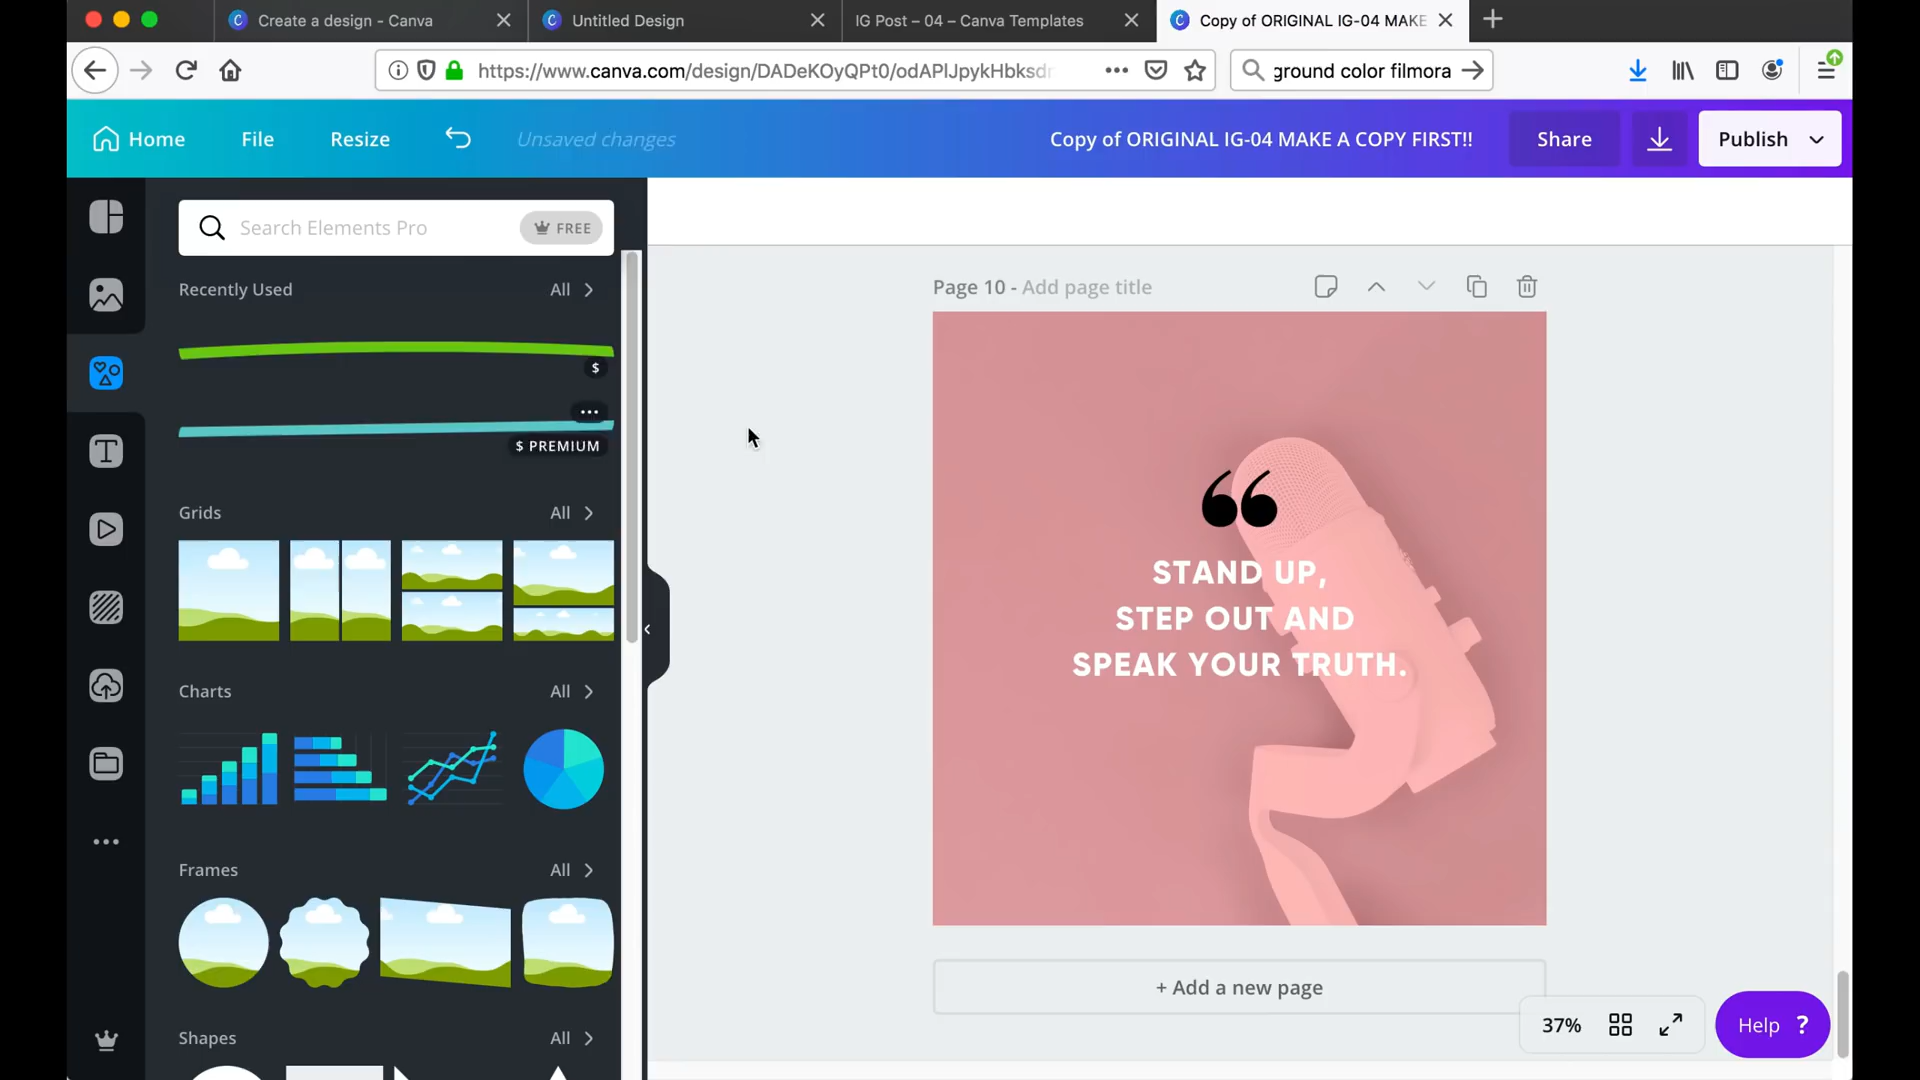 Create a design - Canva
Untitled Design
IG Post – 04 – Canva Templates
Copy of ORIGINAL IG-04 MAKE
https://www.canva.com/design/DADeKOyQPt0/odAPIJpykHbksdr
ground color filmora
Home
File
Resize
Unsaved changes
Copy of ORIGINAL IG-04 MAKE A COPY FIRST!!
Share
Publish
Search Elements Pro
FREE
Recently Used
All
$
$ PREMIUM
Grids
All
Charts
All
Frames
All
Shapes
All
Page 10 - Add page title
“
STAND UP,
STEP OUT AND
SPEAK YOUR TRUTH.
+ Add a new page
37%
Help ?